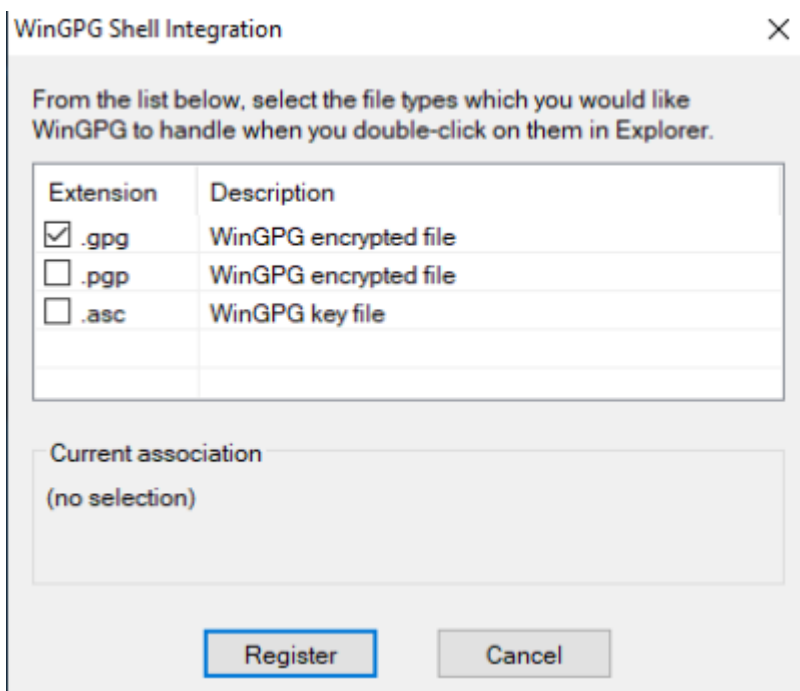 WinGPG Shell Integration
From the list below, select the file types which you would like
WinGPG to handle when you double-click on them in Explorer.
Extension Description
.gpg WinGPG encrypted file
.pgp WinGPG encrypted file
.asc WinGPG key file
Current association
(no selection)
Register Cancel